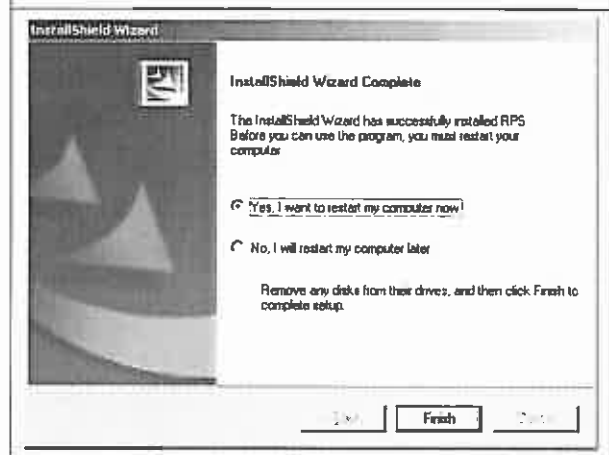 InstallShield Wizard
InstallShield Wizard Complete
The InstallShield Wizard has successfully installed RPS
Before you can use the program, you must restart your
computer
Yes, I want to restart my computer now!
No, I will restart my computer later
Remove any disks from their drives, and then click Finish to
complete setup.
Finish